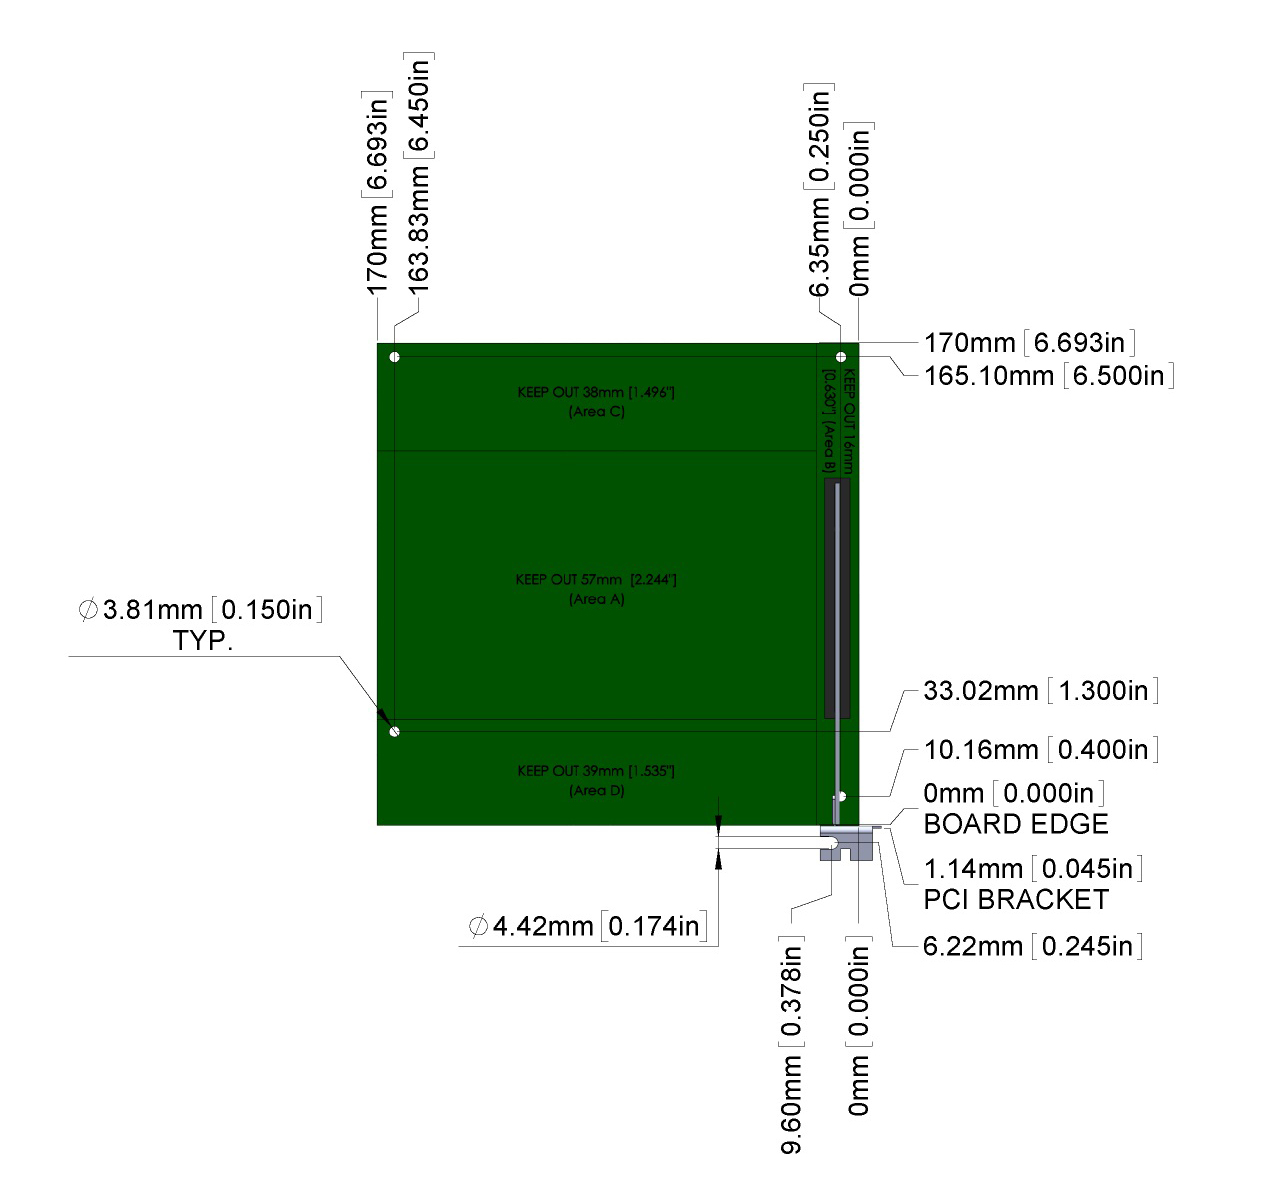 170mm [6.693in]
163.83mm [6.450in]
6.35mm [0.250in]
0mm [0.000in]
170mm [6.693in]
165.10mm [6.500in]
KEEP OUT 38mm [1.496"]
(Area C)
KEEP OUT 16mm
[0.630"] (Area B)
KEEP OUT 57mm [2.244"]
(Area A)
Ø3.81mm [0.150in]
TYP.
33.02mm [1.300in]
10.16mm [0.400in]
KEEP OUT 39mm [1.535"]
(Area D)
0mm [0.000in]
BOARD EDGE
1.14mm [0.045in]
PCI BRACKET
Ø4.42mm [0.174in]
6.22mm [0.245in]
9.60mm [0.378in]
0mm [0.000in]